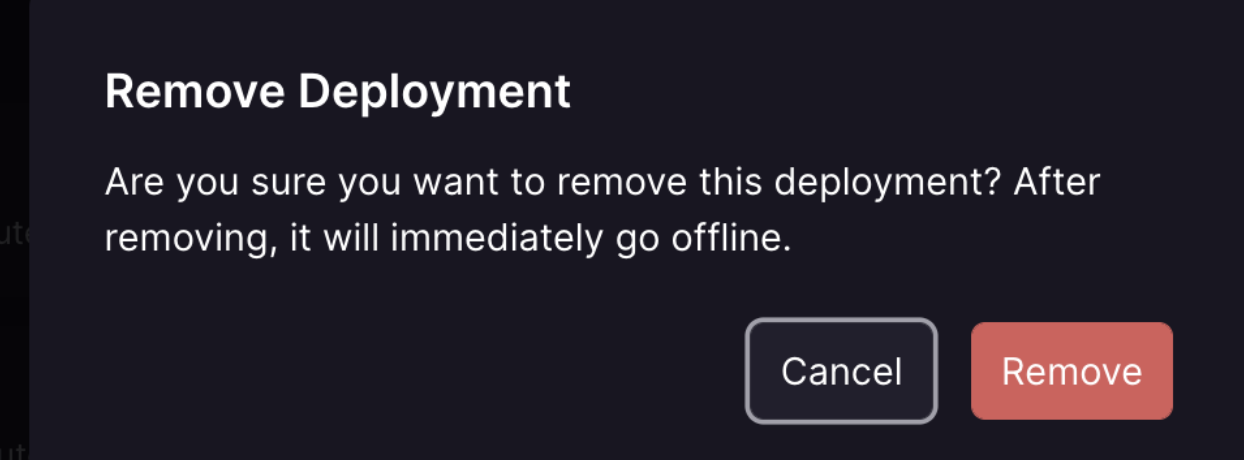 Remove Deployment
Are you sure you want to remove this deployment? After
removing, it will immediately go offline.
Cancel Remove